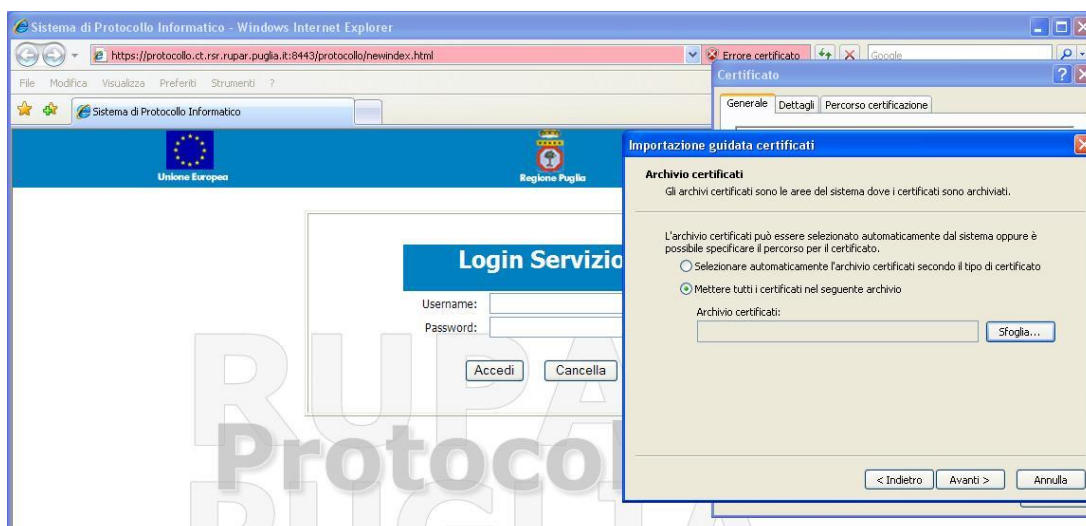 Sistema di Protocollo Informatico - Windows Internet Explorer
https://protocollo.ct.rsr.rupar.puglia.it:8443/protocollo/newindex.html
Errore certificato
Google
File Modifica Visualizza Preferiti Strumenti ?
Sistema di Protocollo Informatico
Certificato
Generale Dettagli Percorso certificazione
Unione Europea
Regione Puglia
Importazione guidata certificati
Archivio certificati
Gli archivi certificati sono le aree del sistema dove i certificati sono archiviati.
L'archivio certificati può essere selezionato automaticamente dal sistema oppure è
possibile specificare il percorso per il certificato.
Selezionare automaticamente l'archivio certificati secondo il tipo di certificato
Mettere tutti i certificati nel seguente archivio
Archivio certificati:
Sfoglia...
< Indietro Avanti > Annulla
Login Servizio
Username:
Password:
Accedi Cancella
RUPA
Protocol
PUGLIA